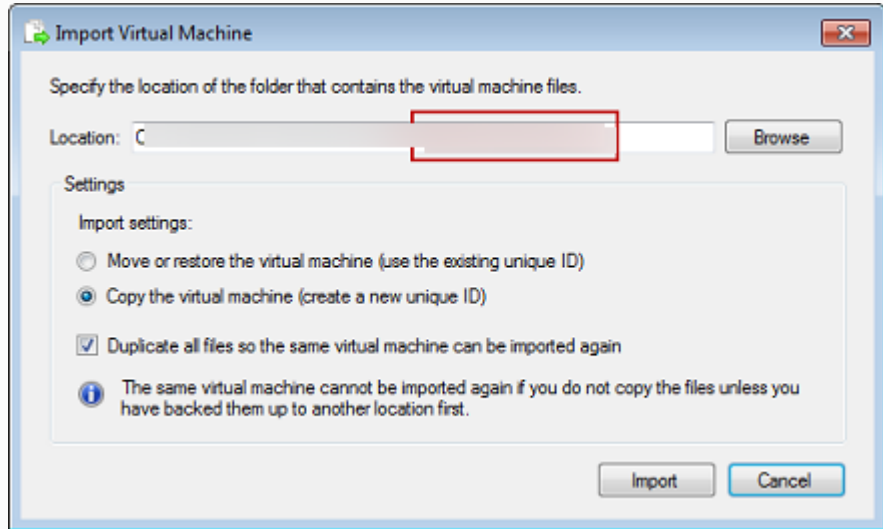 Import Virtual Machine
Specify the location of the folder that contains the virtual machine files.
Location:
Browse
Settings
Import settings:
Move or restore the virtual machine (use the existing unique ID)
Copy the virtual machine (create a new unique ID)
Duplicate all files so the same virtual machine can be imported again
The same virtual machine cannot be imported again if you do not copy the files unless you
have backed them up to another location first.
Import
Cancel